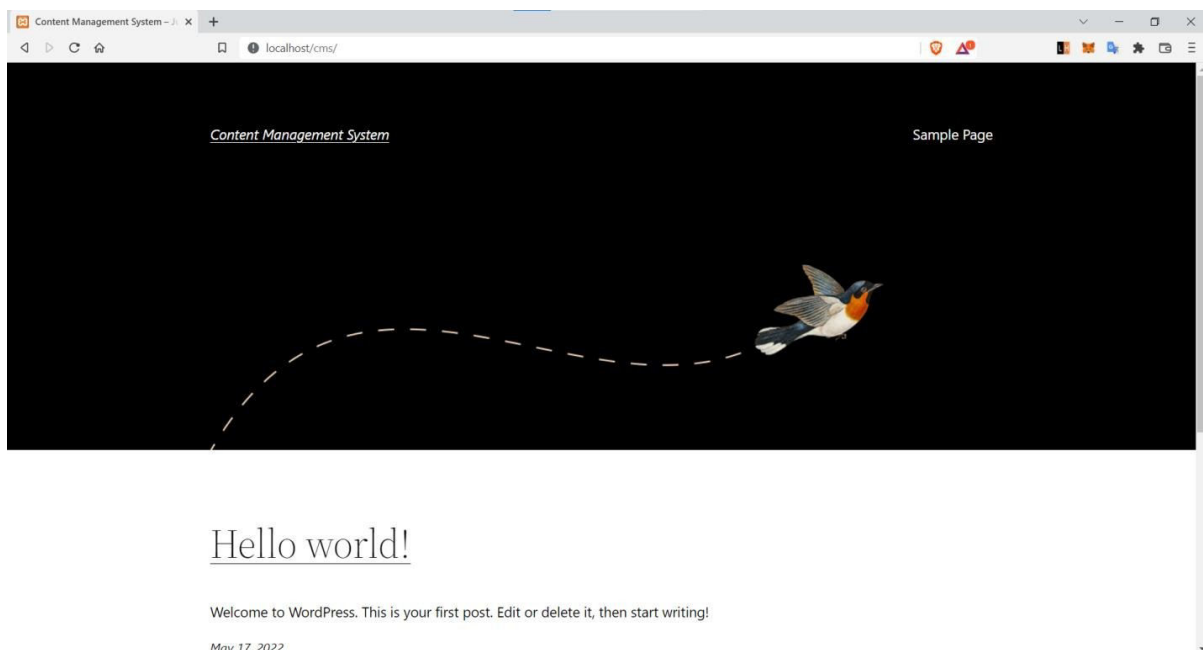 Content Management System – Ju
localhost/cms/
Content Management System
Sample Page
Hello world!
Welcome to WordPress. This is your first post. Edit or delete it, then start writing!
May 17, 2022